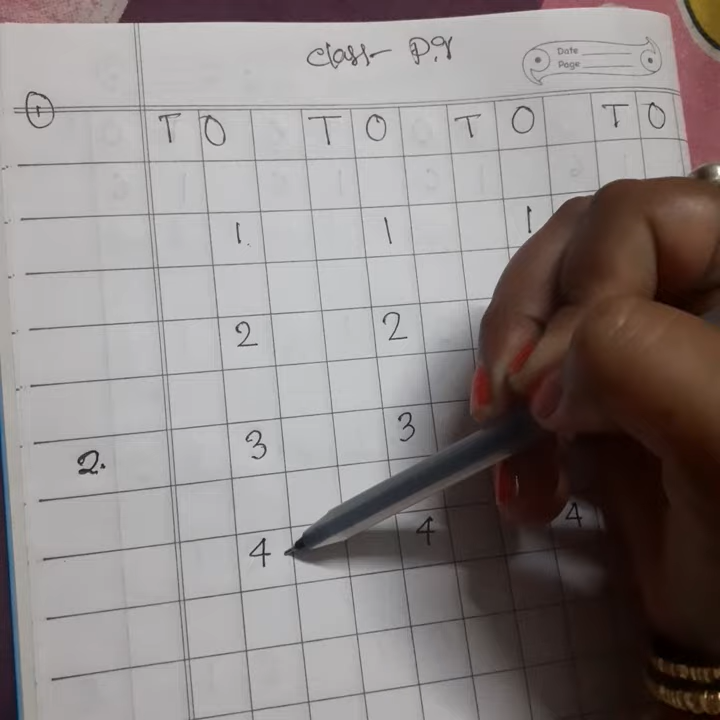 Class- P.g
Date
Page
1
T O T O T O T O
1. 1 1
2 2
3 3
2.
4 4 4